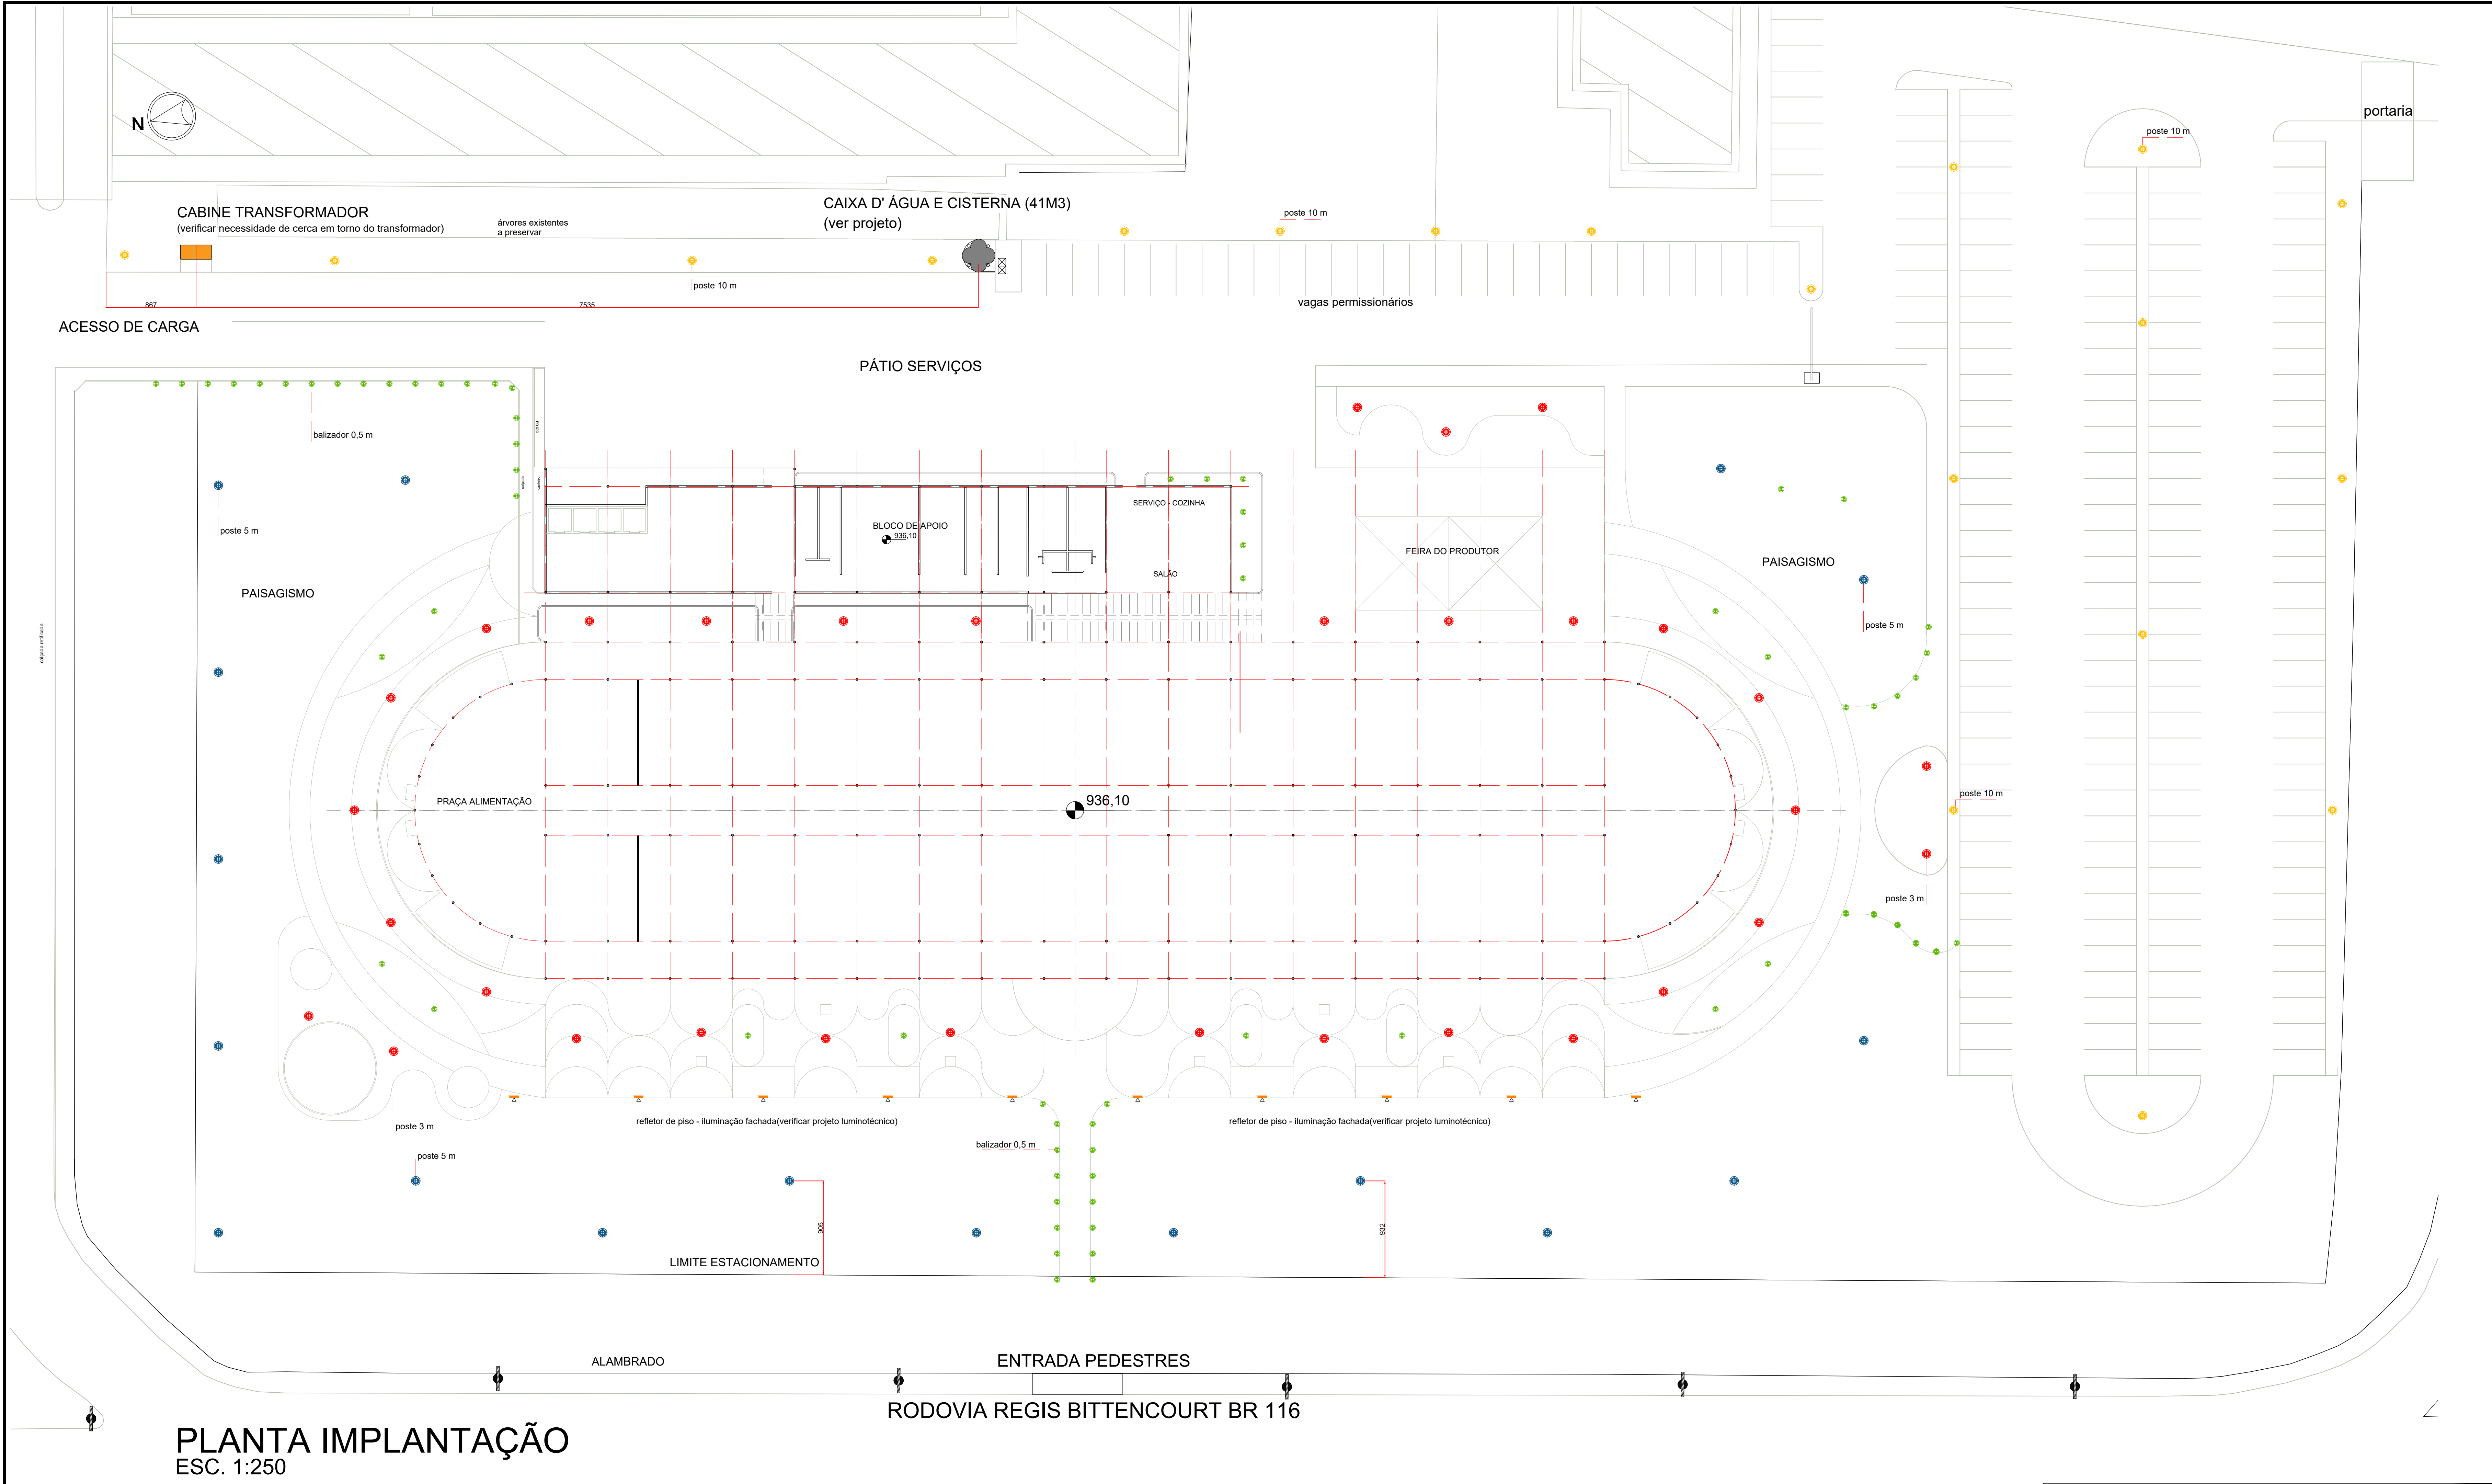 N
portaria
poste 10 m
CABINE TRANSFORMADOR
(verificar necessidade de cerca em torno do transformador)
árvores existentes
a preservar
CAIXA D' ÁGUA E CISTERNA (41M3)
(ver projeto)
poste 10 m
poste 10 m
867
7535
vagas permissionários
ACESSO DE CARGA
PÁTIO SERVIÇOS
balizador 0,5 m
cerca
calçada
canteiro
SERVIÇO - COZINHA
BLOCO DE APOIO
936,10
poste 5 m
FEIRA DO PRODUTOR
PAISAGISMO
SALÃO
PAISAGISMO
poste 5 m
calçada retificada
PRAÇA ALIMENTAÇÃO
936,10
poste 10 m
poste 3 m
refletor de piso - iluminação fachada(verificar projeto luminotécnico)
refletor de piso - iluminação fachada(verificar projeto luminotécnico)
poste 3 m
balizador 0,5 m
poste 5 m
905
932
LIMITE ESTACIONAMENTO
ALAMBRADO
ENTRADA PEDESTRES
RODOVIA REGIS BITTENCOURT BR 116
PLANTA IMPLANTAÇÃO
ESC. 1:250